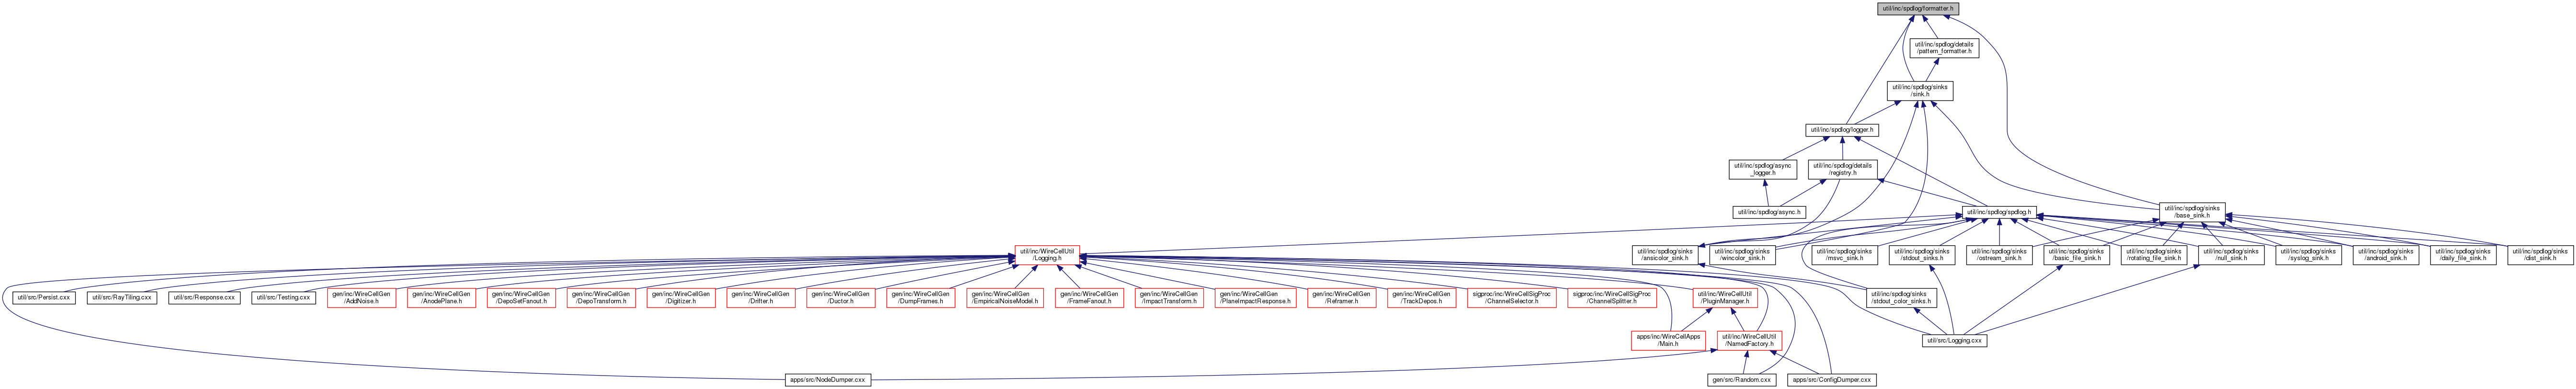 util/inc/spdlog/formatter.h
util/inc/spdlog/details
/pattern_formatter.h
util/inc/spdlog/sinks
/sink.h
util/inc/spdlog/logger.h
util/inc/spdlog/async
_logger.h
util/inc/spdlog/details
/registry.h
util/inc/spdlog/async.h
util/inc/spdlog/spdlog.h
util/inc/spdlog/sinks
/base_sink.h
util/inc/WireCellUtil
/Logging.h
util/inc/spdlog/sinks
/ansicolor_sink.h
util/inc/spdlog/sinks
/wincolor_sink.h
util/inc/spdlog/sinks
/msvc_sink.h
util/inc/spdlog/sinks
/stdout_sinks.h
util/inc/spdlog/sinks
/ostream_sink.h
util/inc/spdlog/sinks
/basic_file_sink.h
util/inc/spdlog/sinks
/rotating_file_sink.h
util/inc/spdlog/sinks
/null_sink.h
util/inc/spdlog/sinks
/syslog_sink.h
util/inc/spdlog/sinks
/android_sink.h
util/inc/spdlog/sinks
/daily_file_sink.h
util/inc/spdlog/sinks
/dist_sink.h
util/src/Persist.cxx
util/src/RayTiling.cxx
util/src/Response.cxx
util/src/Testing.cxx
gen/inc/WireCellGen
/AddNoise.h
gen/inc/WireCellGen
/AnodePlane.h
gen/inc/WireCellGen
/DepoSetFanout.h
gen/inc/WireCellGen
/DepoTransform.h
gen/inc/WireCellGen
/Digitizer.h
gen/inc/WireCellGen
/Drifter.h
gen/inc/WireCellGen
/Ductor.h
gen/inc/WireCellGen
/DumpFrames.h
gen/inc/WireCellGen
/EmpiricalNoiseModel.h
gen/inc/WireCellGen
/FrameFanout.h
gen/inc/WireCellGen
/ImpactTransform.h
gen/inc/WireCellGen
/PlaneImpactResponse.h
gen/inc/WireCellGen
/Reframer.h
gen/inc/WireCellGen
/TrackDepos.h
sigproc/inc/WireCellSigProc
/ChannelSelector.h
sigproc/inc/WireCellSigProc
/ChannelSplitter.h
util/inc/WireCellUtil
/PluginManager.h
util/inc/spdlog/sinks
/stdout_color_sinks.h
apps/inc/WireCellApps
/Main.h
util/inc/WireCellUtil
/NamedFactory.h
util/src/Logging.cxx
apps/src/NodeDumper.cxx
gen/src/Random.cxx
apps/src/ConfigDumper.cxx